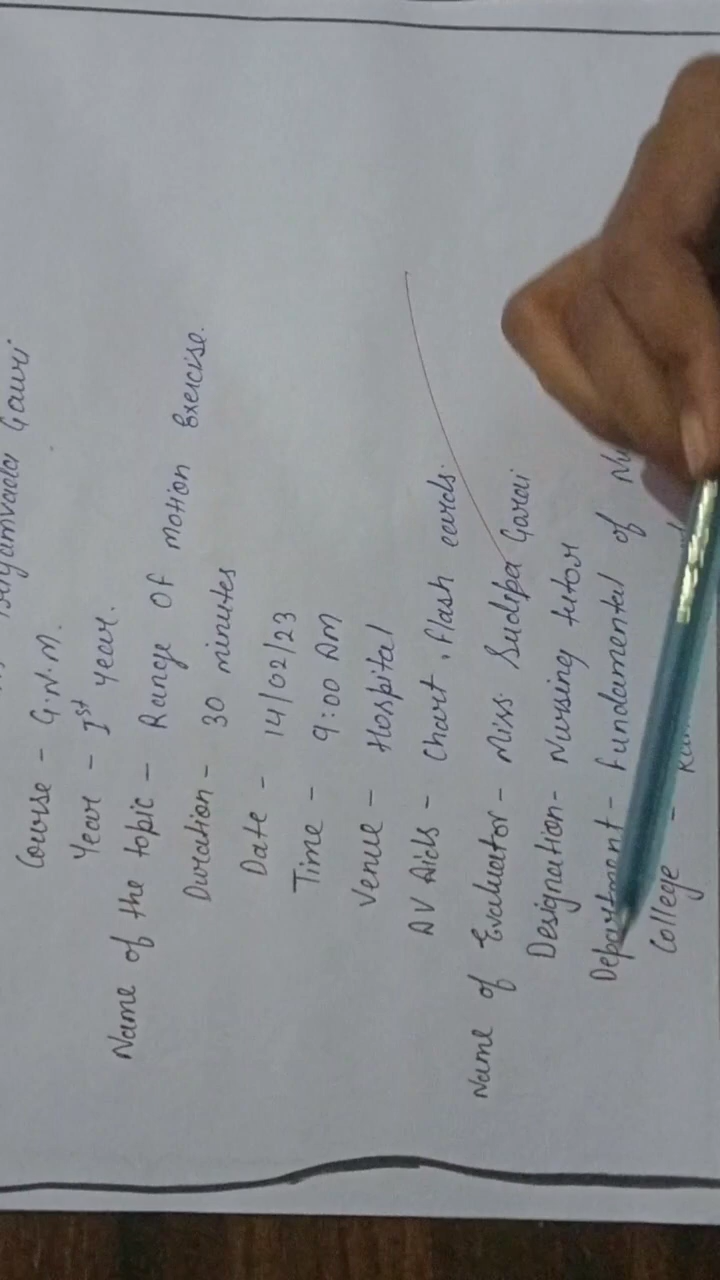 Gauri
Course - G.N.M.
Year - Ist year.
Name of the topic - Range of motion Exercise.
Duration - 30 minutes
Date - 14/02/23
Time - 9:00 AM
Venue - Hospital
AV Aids - Chart, flash cards.
Name of Evaluator - Miss. Sudipa Garai
Designation - Nursing tutor
Department - Fundamental of
College -